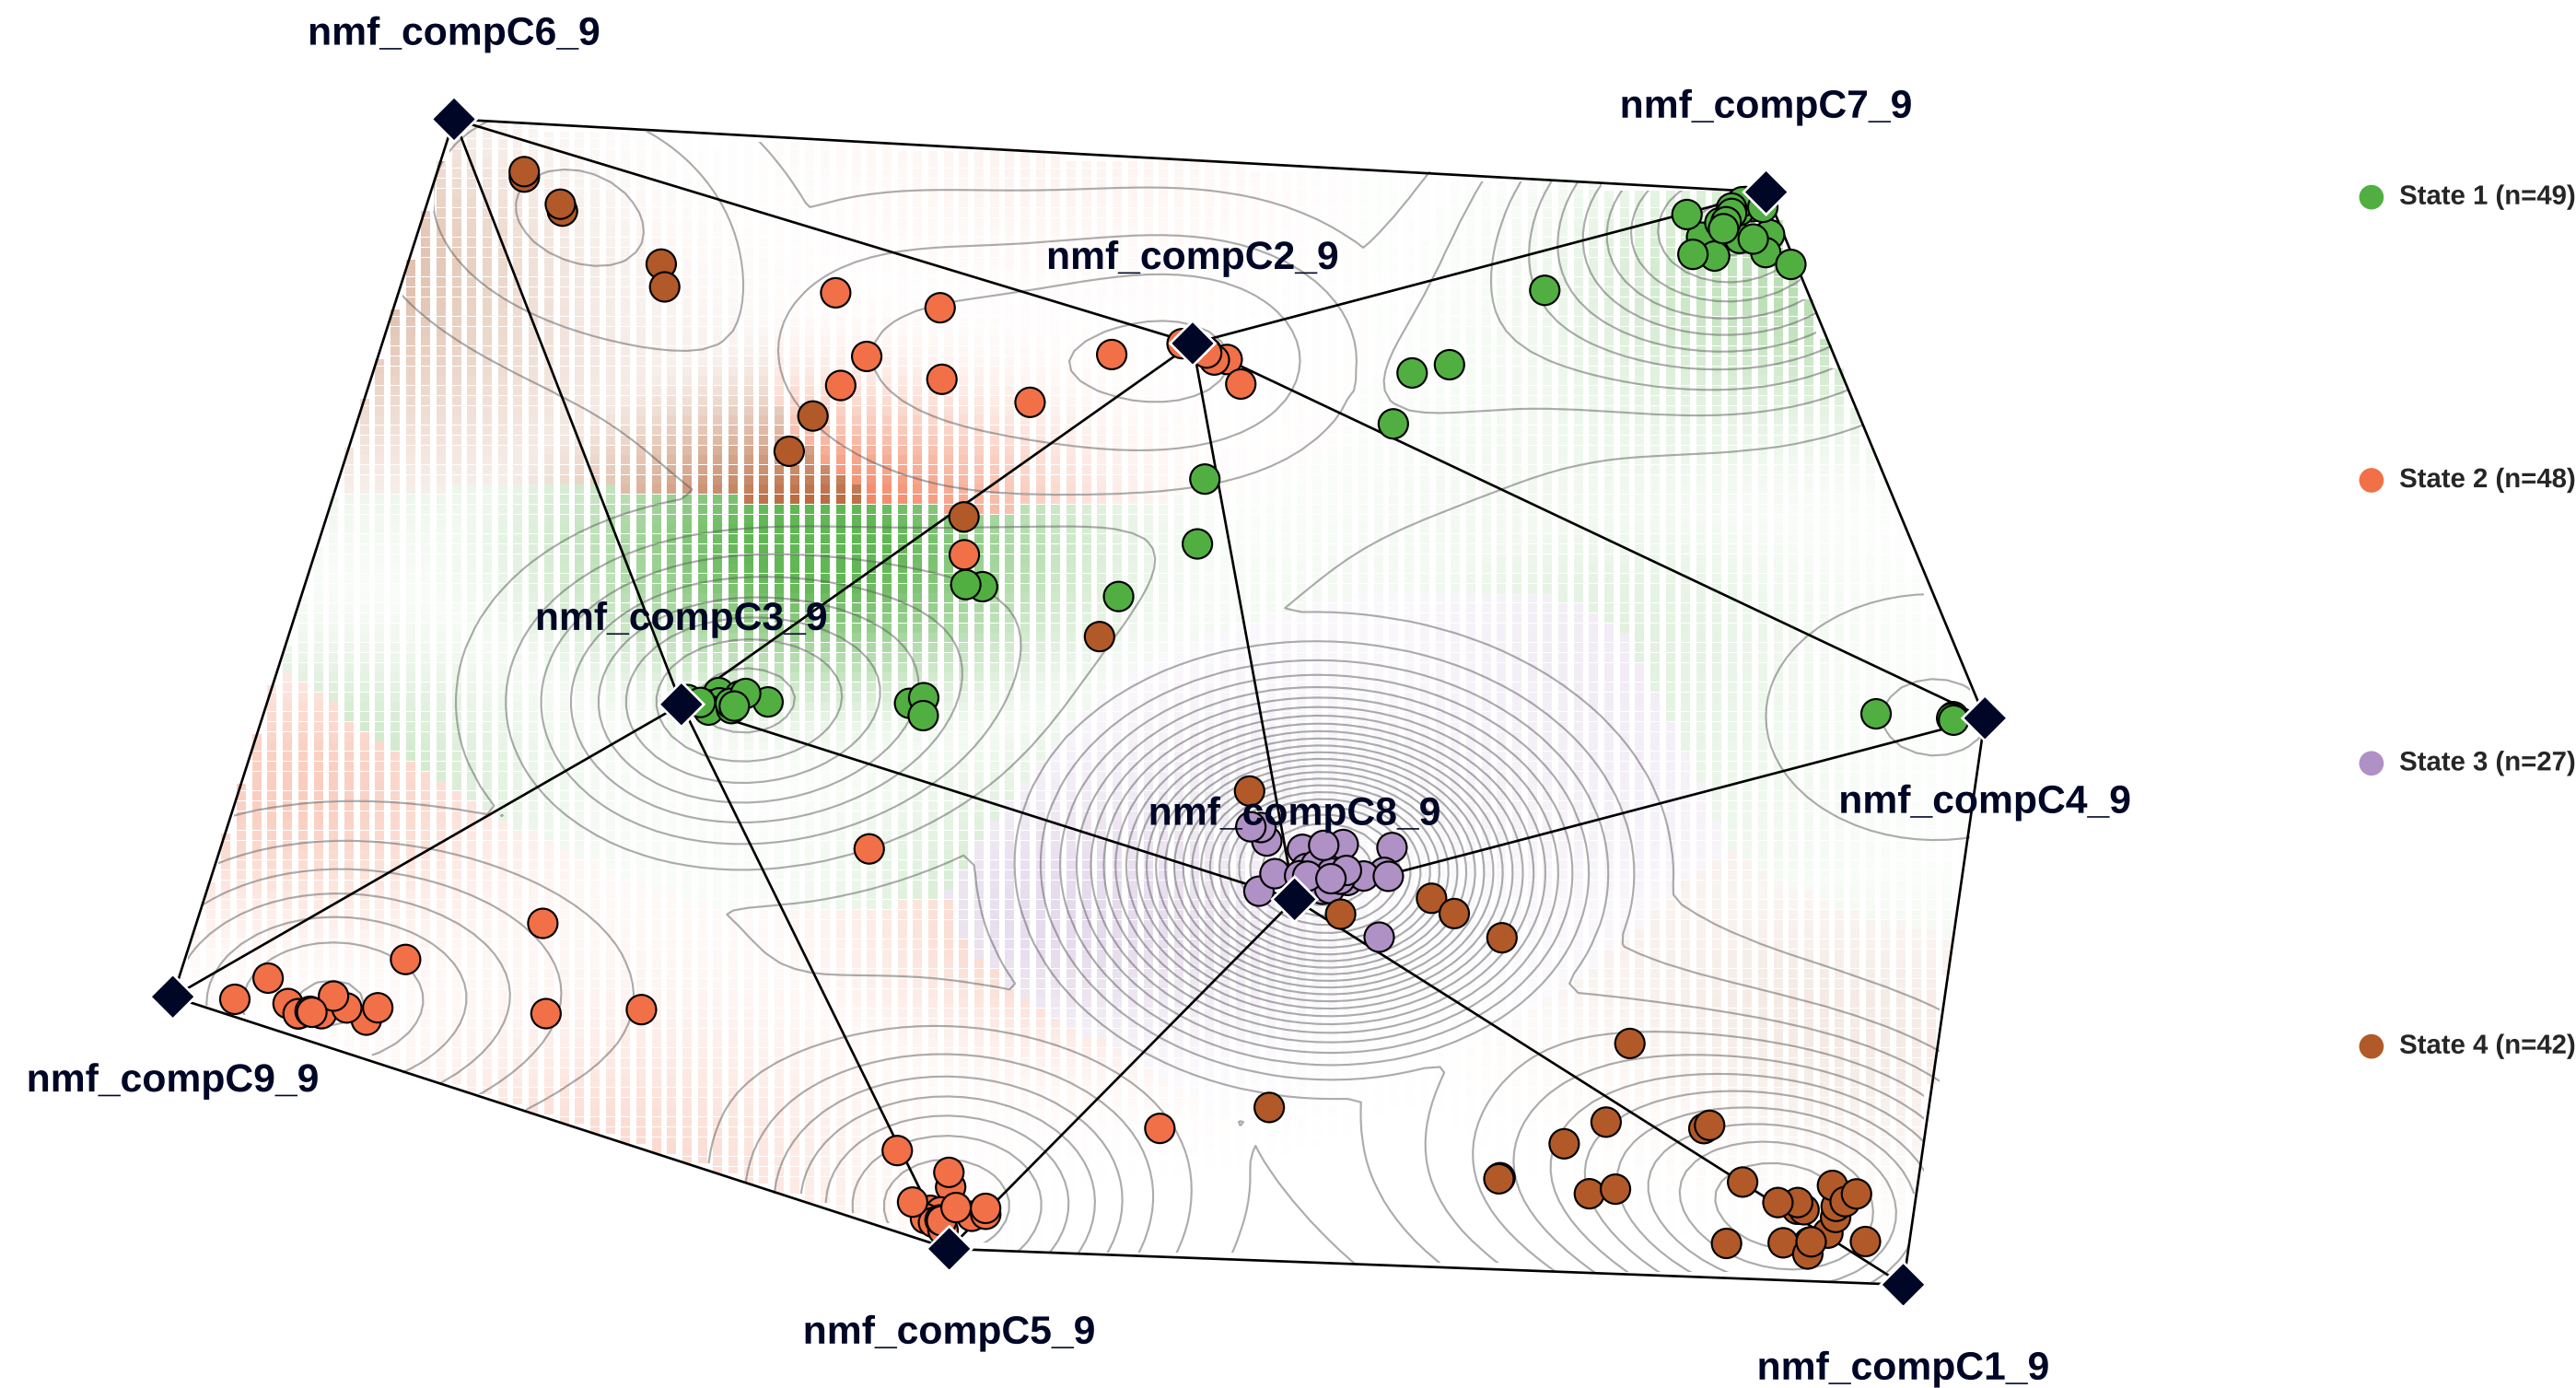 nmf_compC6_9
nmf_compC7_9
State 1 (n=49)
nmf_compC2_9
State 2 (n=48)
nmf_compC3_9
State 3 (n=27)
nmf_compC4_9
nmf_compC8_9
State 4 (n=42)
nmf_compC9_9
nmf_compC5_9
nmf_compC1_9